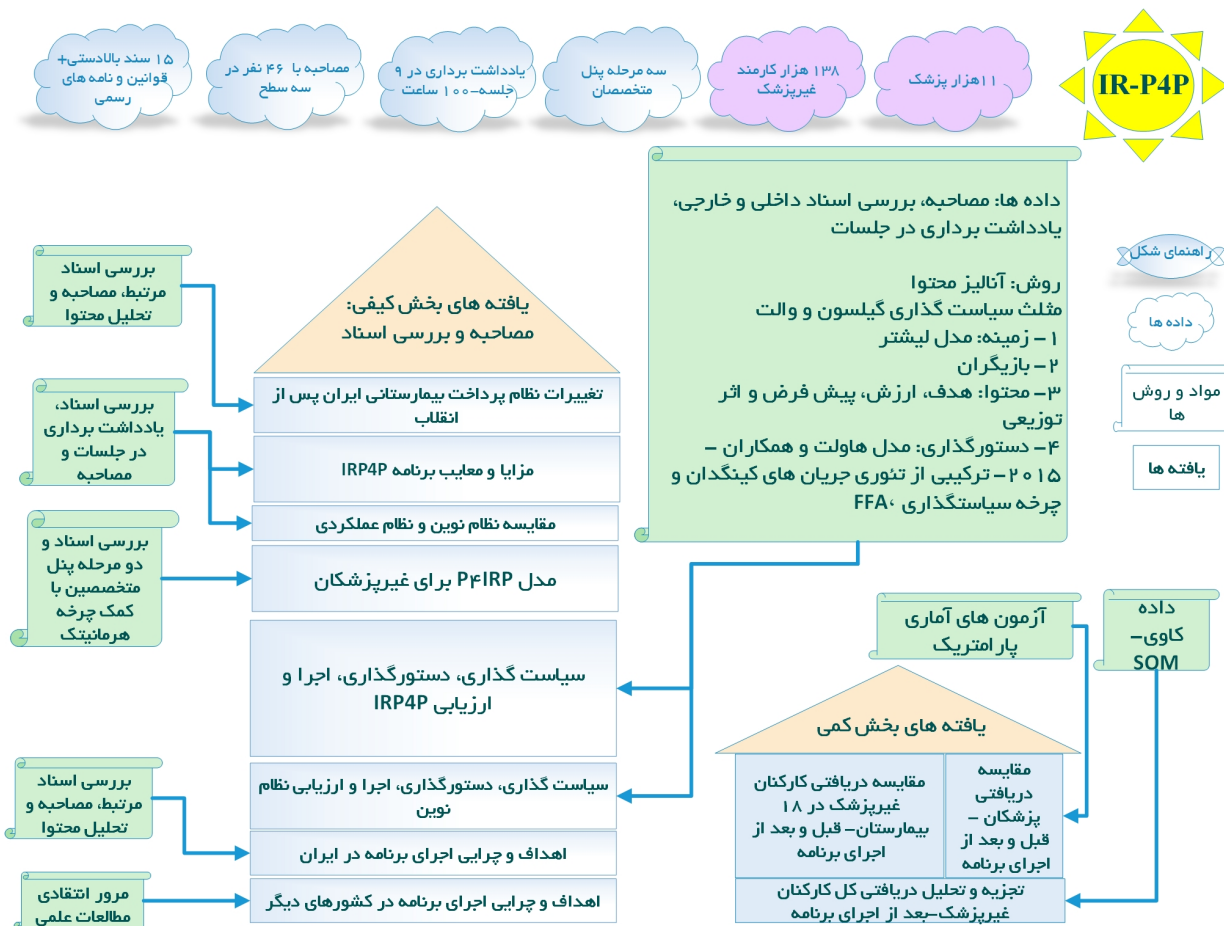 IR-P4P
۱۱هزار پزشک
۱۳۸ هزار کارمند
غیرپزشک
سه مرحله پنل
متخصصان
یادداشت برداری در ۹
جلسه-۱۰۰ ساعت
مصاحبه با ۴۶ نفر در
سه سطح
۱۵ سند بالادستی+
قوانین و نامه های
رسمی
راهنمای شکل
داده ها
مواد و روش
ها
یافته ها
داده ها: مصاحبه، بررسی اسناد داخلی و خارجی،
یادداشت برداری در جلسات
روش: آنالیز محتوا
مثلث سیاست گذاری گیلسون و والت
۱- زمینه: مدل لیشتر
۲- بازیگران
۳- محتوا: هدف، ارزش، پیش فرض و اثر
توزیعی
۴- دستورگذاری: مدل هاولت و همکاران -
۲۰۱۵- ترکیبی از تئوری جریان های کینگدان و
چرخه سیاستگذاری ،FFA
یافته های بخش کیفی:
مصاحبه و بررسی اسناد
تغییرات نظام پرداخت بیمارستانی ایران پس از
انقلاب
مزایا و معایب برنامه IRP4P
مقایسه نظام نوین و نظام عملکردی
مدل P۴IRP برای غیرپزشکان
سیاست گذاری، دستورگذاری، اجرا و
ارزیابی IRP4P
سیاست گذاری، دستورگذاری، اجرا و ارزیابی نظام
نوین
اهداف و چرایی اجرای برنامه در ایران
اهداف و چرایی اجرای برنامه در کشورهای دیگر
بررسی اسناد
مرتبط، مصاحبه و
تحلیل محتوا
بررسی اسناد،
یادداشت برداری
در جلسات و
مصاحبه
بررسی اسناد و
دو مرحله پنل
متخصصین با
کمک چرخه
هرمانیتک
بررسی اسناد
مرتبط، مصاحبه و
تحلیل محتوا
مرور انتقادی
مطالعات علمی
داده
کاوی-
SOM
آزمون های آماری
پارامتریک
یافته های بخش کمی
مقایسه
دریافتی
پزشکان -
قبل و بعد از
اجرای برنامه
مقایسه دریافتی کارکنان
غیرپزشک در ۱۸
بیمارستان- قبل و بعد از
اجرای برنامه
تجزیه و تحلیل دریافتی کل کارکنان
غیرپزشک-بعد از اجرای برنامه